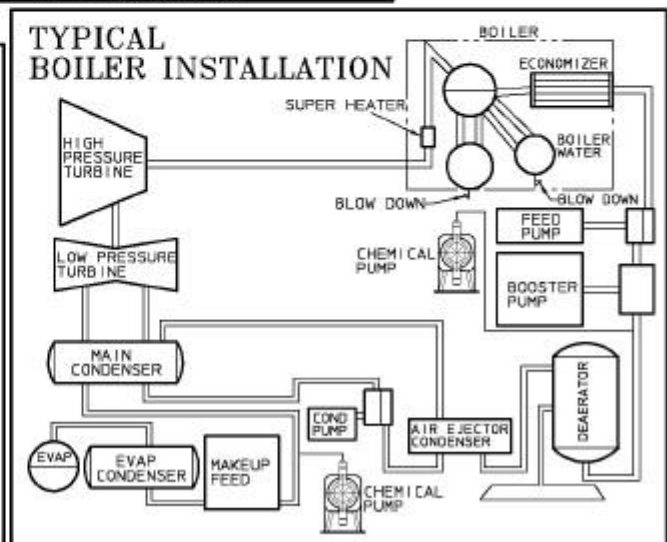 TYPICAL
BOILER INSTALLATION
BOILER
ECONOMIZER
SUPER HEATER
HIGH
PRESSURE
TURBINE
BOILER
WATER
BLOW DOWN
BLOW DOWN
FEED
PUMP
CHEMICAL
PUMP
LOW PRESSURE
TURBINE
BOOSTER
PUMP
MAIN
CONDENSER
DEAERATOR
COND
PUMP
AIR EJECTOR
CONDENSER
EVAP
EVAP
CONDENSER
MAKEUP
FEED
CHEMICAL
PUMP